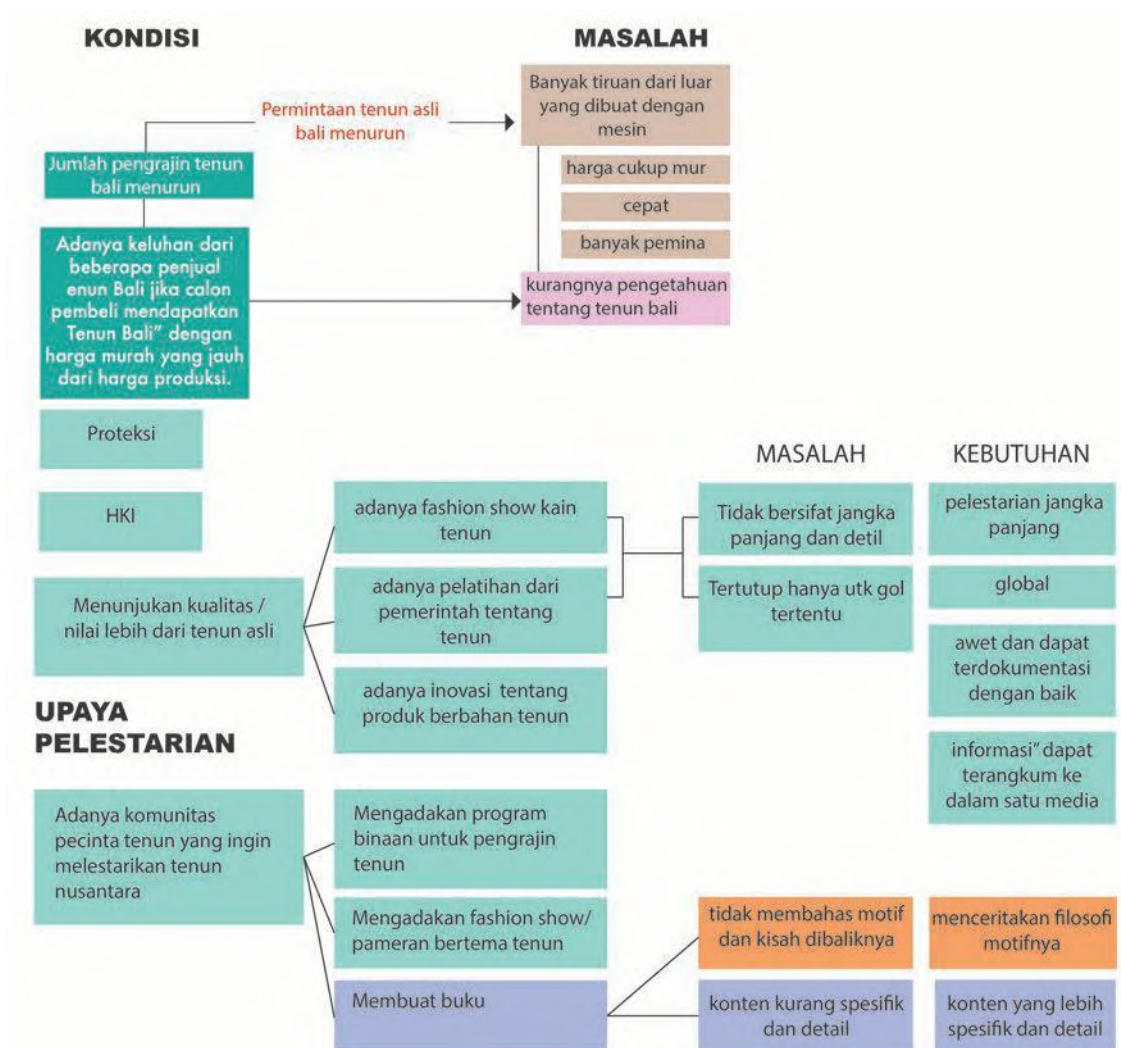 KONDISI
MASALAH
Permintaan tenun asli
bali menurun
Banyak tiruan dari luar
yang dibuat dengan
mesin
Jumlah pengrajin tenun
bali menurun
harga cukup mur
cepat
banyak pemina
Adanya keluhan dari
beberapa penjual
enun Bali jika calon
pembeli mendapatkan
Tenun Bali” dengan
harga murah yang jauh
dari harga produksi.
kurangnya pengetahuan
tentang tenun bali
Proteksi
HKI
MASALAH
KEBUTUHAN
Menunjukan kualitas /
nilai lebih dari tenun asli
adanya fashion show kain
tenun
adanya pelatihan dari
pemerintah tentang
tenun
adanya inovasi tentang
produk berbahan tenun
Tidak bersifat jangka
panjang dan detil
Tertutup hanya utk gol
tertentu
pelestarian jangka
panjang
global
awet dan dapat
terdokumentasi
dengan baik
informasi” dapat
terangkum ke
dalam satu media
UPAYA
PELESTARIAN
Adanya komunitas
pecinta tenun yang ingin
melestarikan tenun
nusantara
Mengadakan program
binaan untuk pengrajin
tenun
Mengadakan fashion show/
pameran bertema tenun
Membuat buku
tidak membahas motif
dan kisah dibaliknya
menceritakan filosofi
motifnya
konten kurang spesifik
dan detail
konten yang lebih
spesifik dan detail